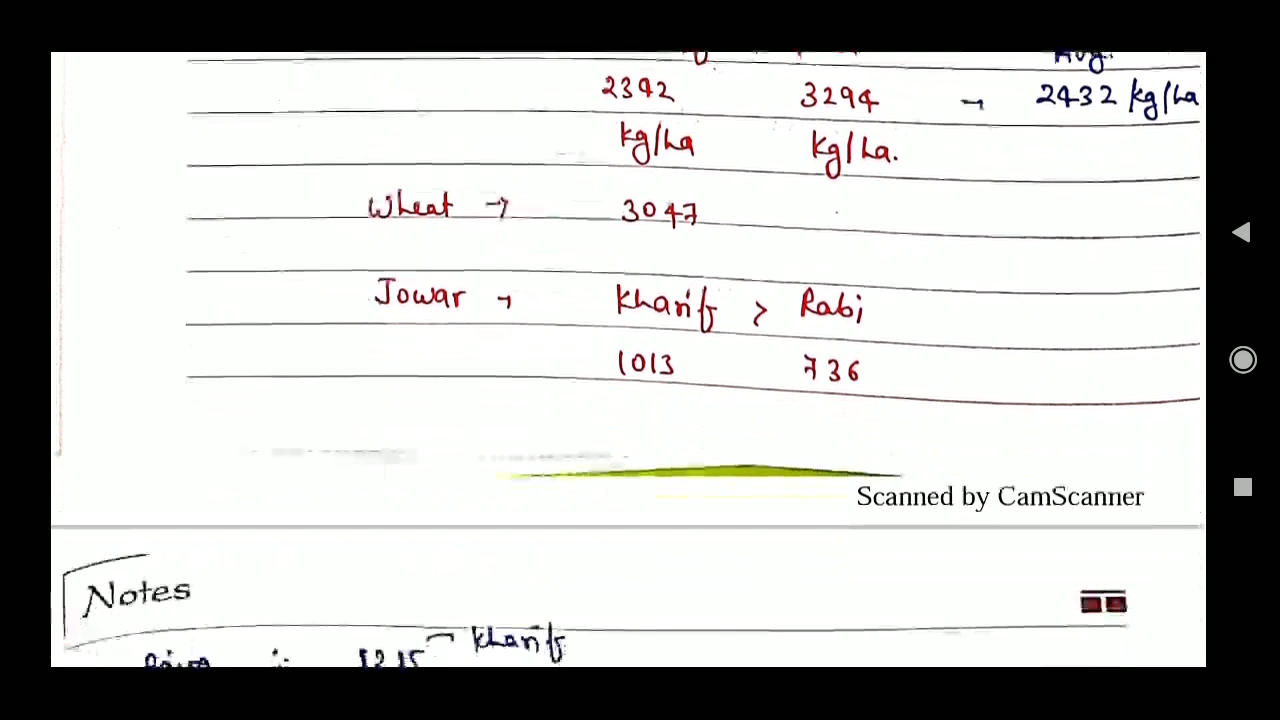 Avg.
2392 3294 → 2432 kg/ha
kg/ha kg/ha.
Wheat → 3047
Jowar → Kharif > Rabi
1013 736
Scanned by CamScanner
Notes
→ Kharif